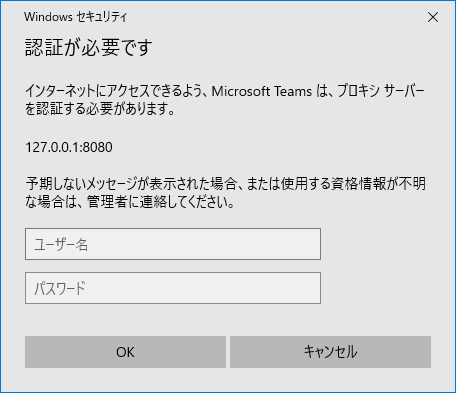 Windows セキュリティ
認証が必要です
インターネットにアクセスできるよう、Microsoft Teams は、プロキシ サーバー
を認証する必要があります。
127.0.0.1:8080
予期しないメッセージが表示された場合、または使用する資格情報が不明
な場合は、管理者に連絡してください。
ユーザー名
パスワード
OK
キャンセル